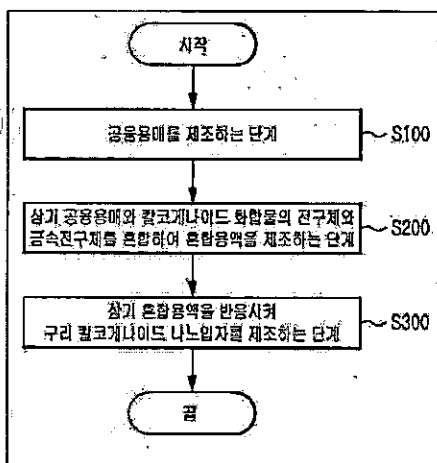 시작
공융용매를 제조하는 단계
S100
상기 공융용매와 칼코게나이드 화합물의 전구체와
금속전구체를 혼합하여 혼합용액을 제조하는 단계
S200
상기 혼합용액을 반응시켜
구리 칼코게나이드 나노입자를 제조하는 단계
S300
끝